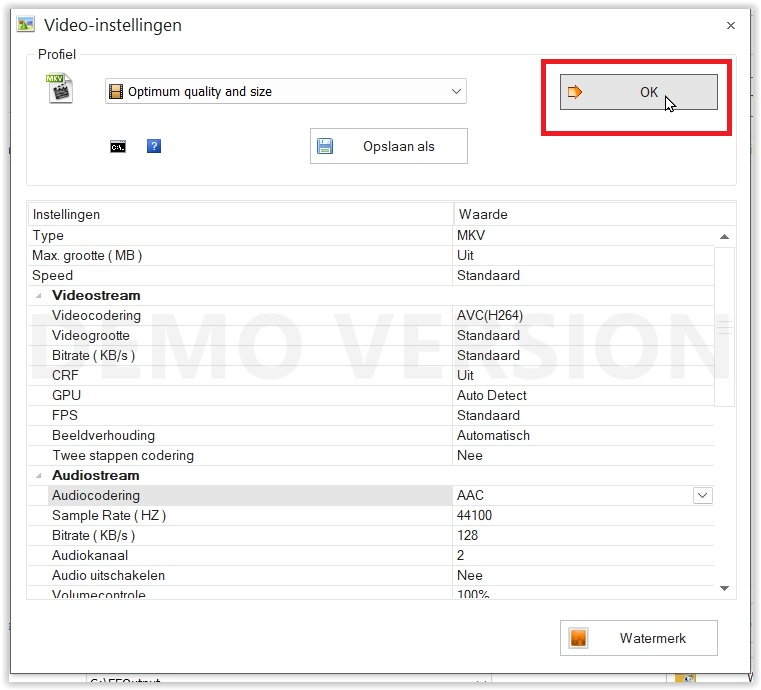 Video-instellingen
Profiel
MKV
Optimum quality and size
OK
C:\.
?
Opslaan als
Instellingen Waarde
Type MKV
Max. grootte ( MB ) Uit
Speed Standaard
Videostream
Videocodering AVC(H264)
Videogrootte Standaard
DEMO VERSION
Bitrate ( KB/s ) Standaard
CRF Uit
GPU Auto Detect
FPS Standaard
Beeldverhouding Automatisch
Twee stappen codering Nee
Audiostream
Audiocodering AAC
Sample Rate ( HZ ) 44100
Bitrate ( KB/s ) 128
Audiokanaal 2
Audio uitschakelen Nee
Volumecontrole 100%
Watermerk